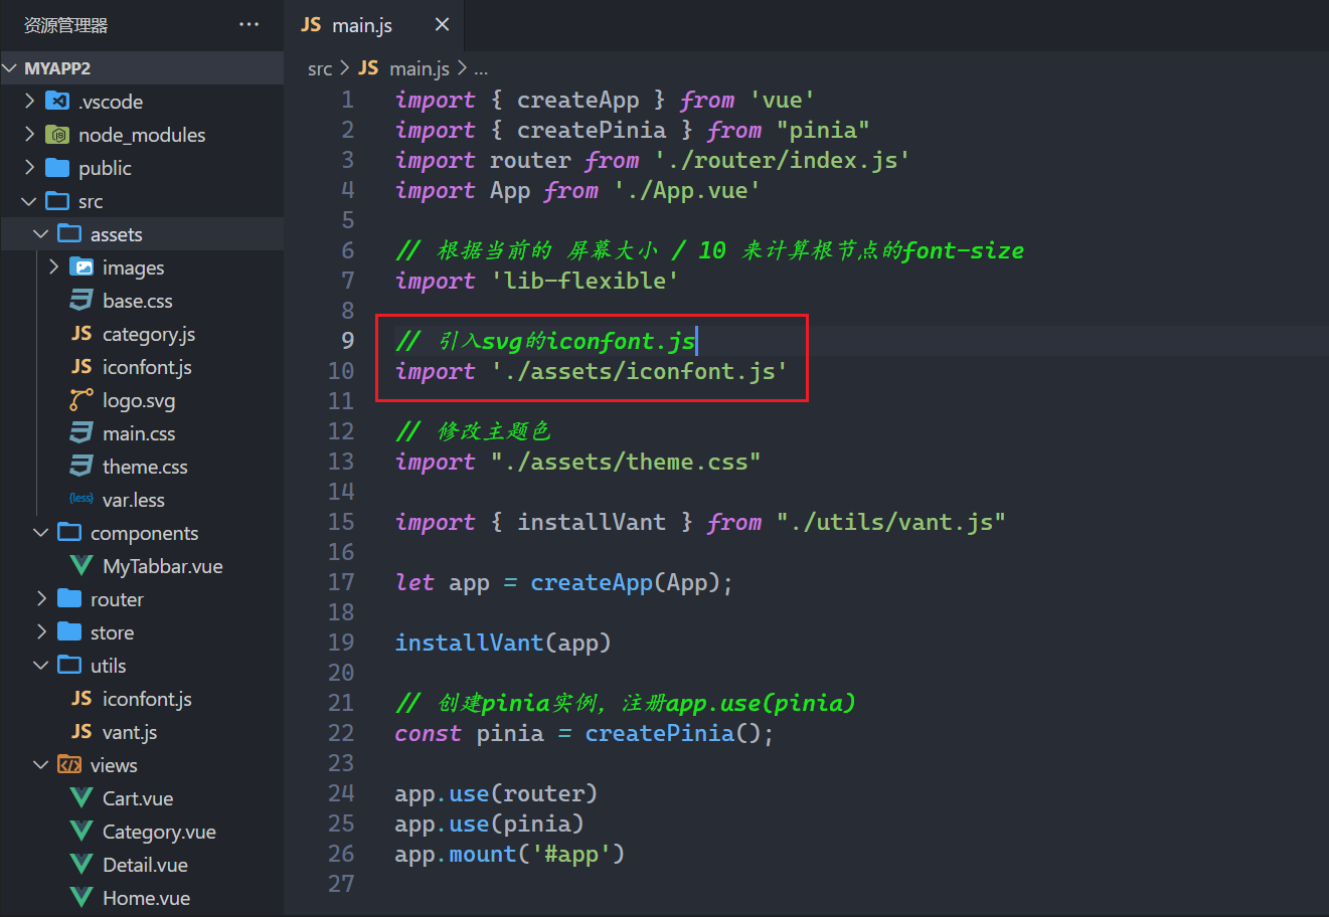 资源管理器 ···
MYAPP2
.vscode
node_modules
public
src
assets
images
base.css
JS category.js
JS iconfont.js
logo.svg
main.css
theme.css
{less} var.less
components
MyTabbar.vue
router
store
utils
JS iconfont.js
JS vant.js
views
Cart.vue
Category.vue
Detail.vue
Home.vue
JS main.js ×
src > JS main.js > ...
1 import { createApp } from 'vue'
2 import { createPinia } from "pinia"
3 import router from './router/index.js'
4 import App from './App.vue'
5
6 // 根据当前的 屏幕大小 / 10 来计算根节点的font-size
7 import 'lib-flexible'
8
9 // 引入svg的iconfont.js
10 import './assets/iconfont.js'
11
12 // 修改主题色
13 import "./assets/theme.css"
14
15 import { installVant } from "./utils/vant.js"
16
17 let app = createApp(App);
18
19 installVant(app)
20
21 // 创建pinia实例, 注册app.use(pinia)
22 const pinia = createPinia();
23
24 app.use(router)
25 app.use(pinia)
26 app.mount('#app')
27